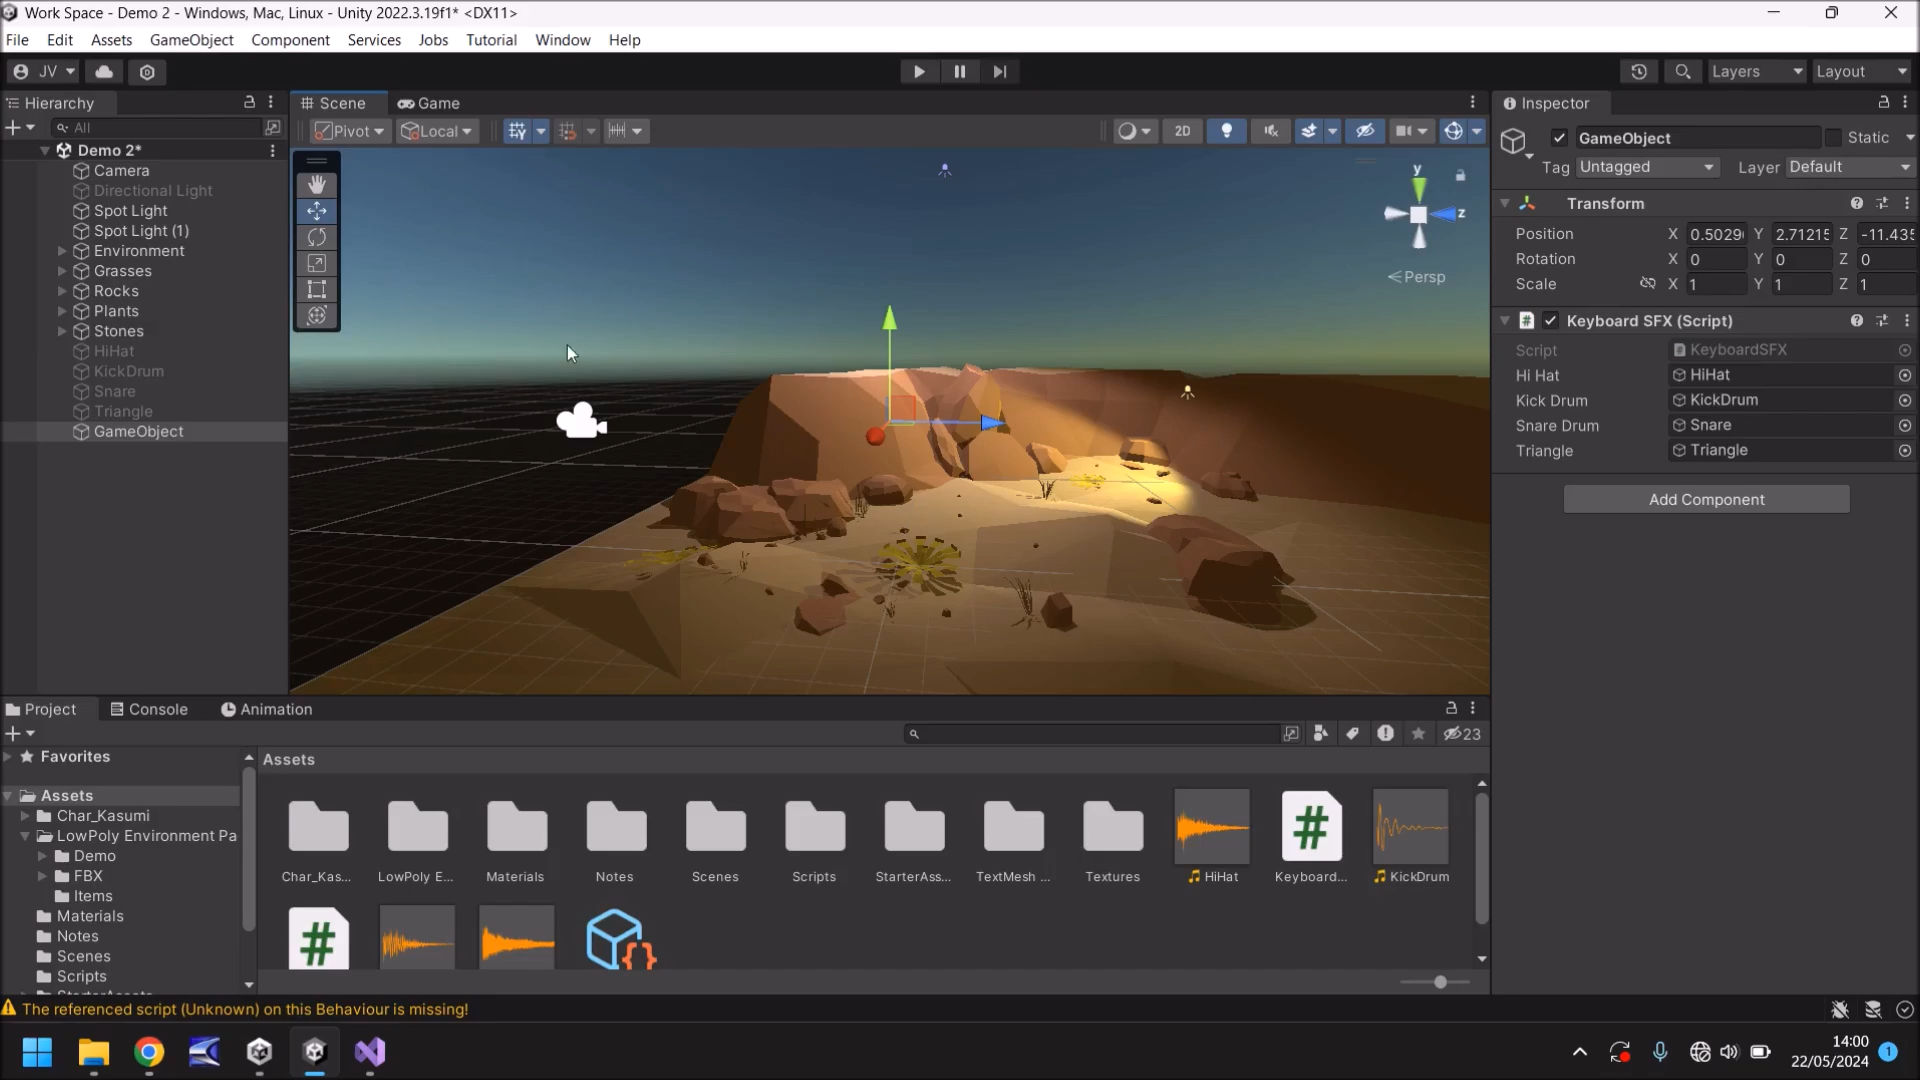 Work Space - Demo 2 - Windows, Mac, Linux - Unity 2022.3.19f1* <DX11>
File Edit Assets GameObject Component Services Jobs Tutorial Window Help
JV Layers Layout
Hierarchy Scene Game Inspector
All Pivot Local 2D
GameObject Static
Tag Untagged Layer Default
Demo 2*
Camera
Directional Light
Spot Light
Spot Light (1)
Environment
Grasses
Rocks
Plants
Stones
HiHat
KickDrum
Snare
Triangle
GameObject
y
z
Persp
Transform
Position X 0.5029 Y 2.71215 Z -11.435
Rotation X 0 Y 0 Z 0
Scale X 1 Y 1 Z 1
# Keyboard SFX (Script)
Script KeyboardSFX
Hi Hat HiHat
Kick Drum KickDrum
Snare Drum Snare
Triangle Triangle
Add Component
Project Console Animation
23
Favorites
Assets
Char_Kasumi
LowPoly Environment Pa
Demo
FBX
Items
Materials
Notes
Scenes
Scripts
Assets
Char_Kas... LowPoly E... Materials Notes Scenes Scripts StarterAss... TextMesh ... Textures HiHat Keyboard... KickDrum
The referenced script (Unknown) on this Behaviour is missing!
14:00
22/05/2024
1